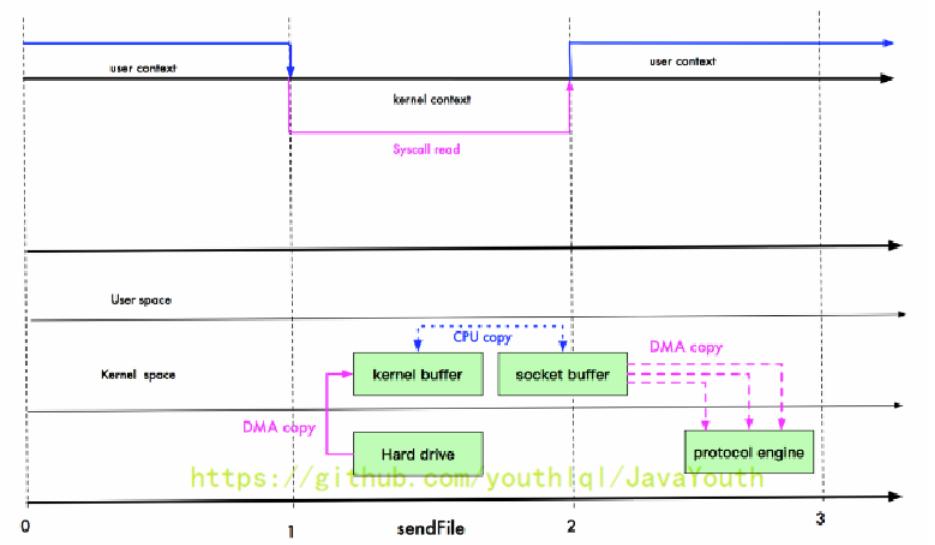 user context
user context
kernel context
Syscall read
User space
CPU copy
DMA copy
Kernel space
kernel buffer
socket buffer
DMA copy
Hard drive
protocol engine
https://github.com/youthlql/JavaYouth
0
1
sendFile
2
3